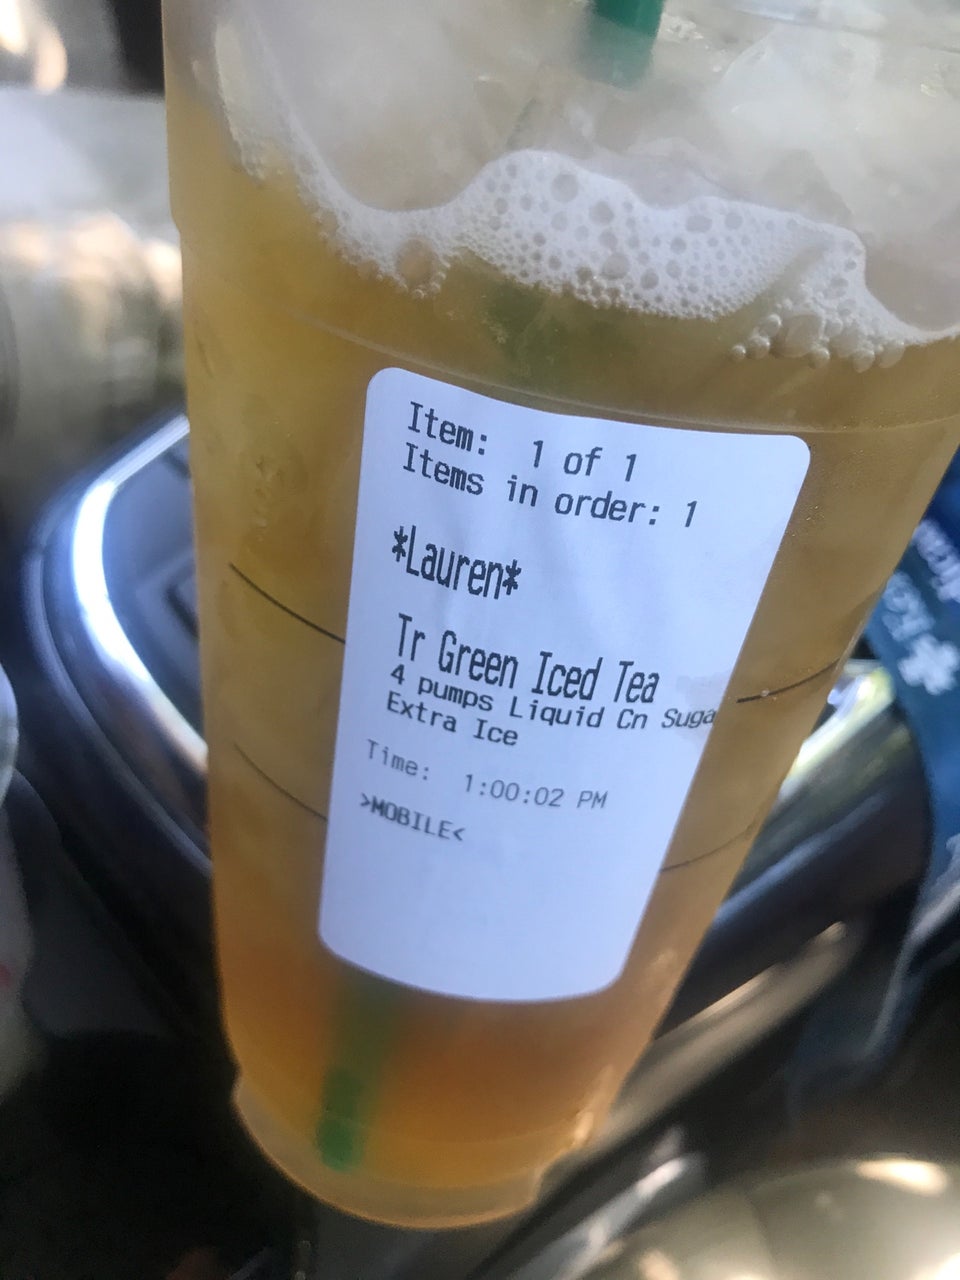 Item: 1 of 1
Items in order: 1
*Lauren*
Tr Green Iced Tea
4 pumps Liquid Cn Suga
Extra Ice
Time: 1:00:02 PM
>MOBILE<